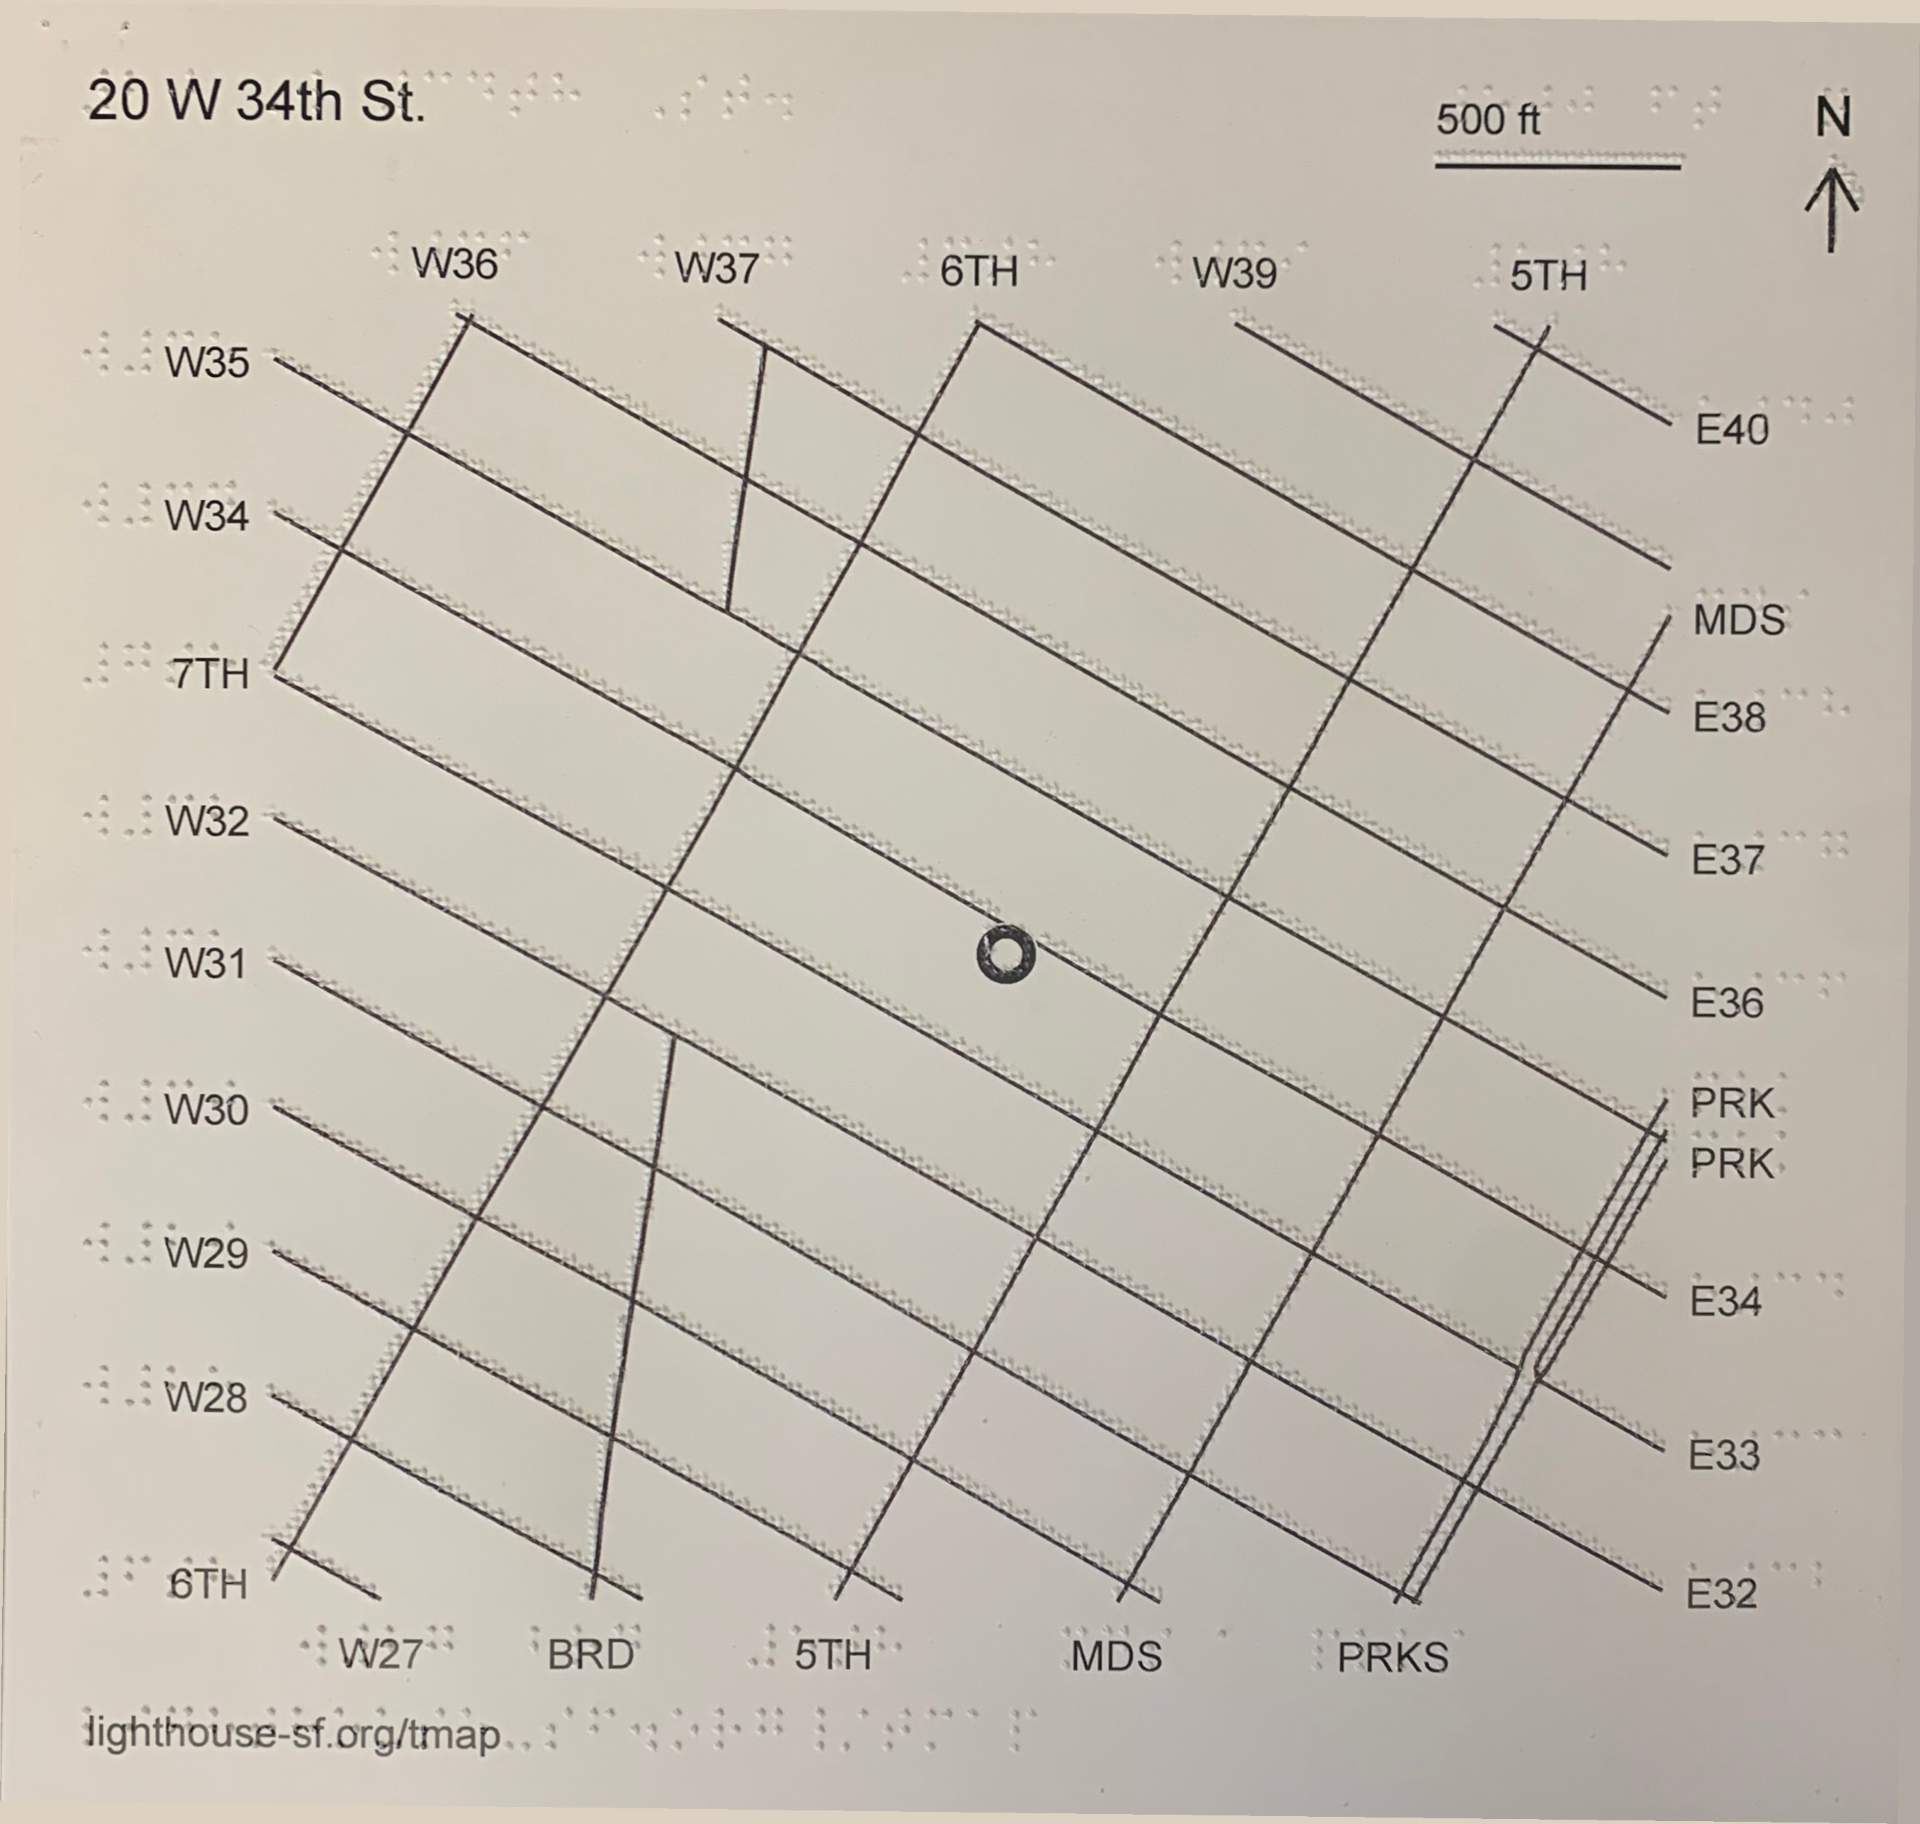 20 W 34th St.
500 ft
N
W36 W37 6TH W39 5TH
W35
E40
W34
MDS
7TH
E38
W32
E37
W31
E36
PRK
W30
PRK
W29
E34
W28
E33
6TH
E32
W27 BRD 5TH MDS PRKS
lighthouse-sf.org/tmap